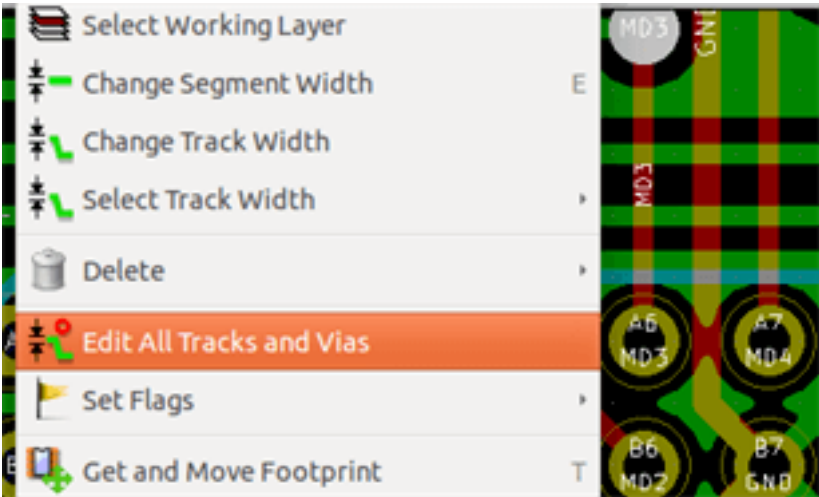 Select Working Layer
Change Segment Width E
Change Track Width
Select Track Width
Delete
Edit All Tracks and Vias
Set Flags
Get and Move Footprint T
MD3
GND
MD3
A6
MD3
A7
MD4
B6
MD2
B7
GND